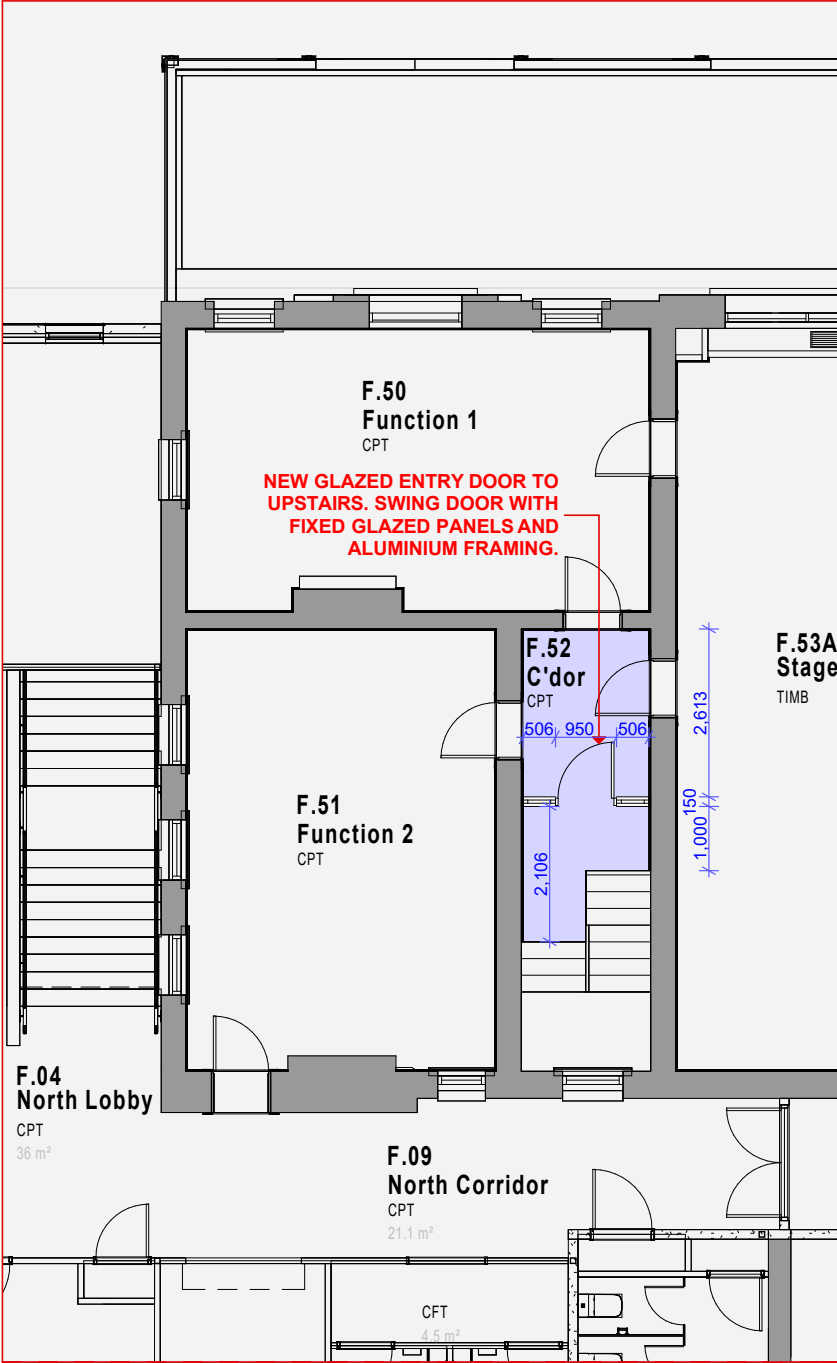 F.50
Function 1
CPT
NEW GLAZED ENTRY DOOR TO
UPSTAIRS. SWING DOOR WITH
FIXED GLAZED PANELS AND
ALUMINIUM FRAMING.
F.52
C'dor
CPT
F.53A
Stage
TIMB
506 950 506
2,613
150
1,000
2,106
F.51
Function 2
CPT
F.04
North Lobby
CPT
36 m²
F.09
North Corridor
CPT
21.1 m²
CFT
4.5 m²